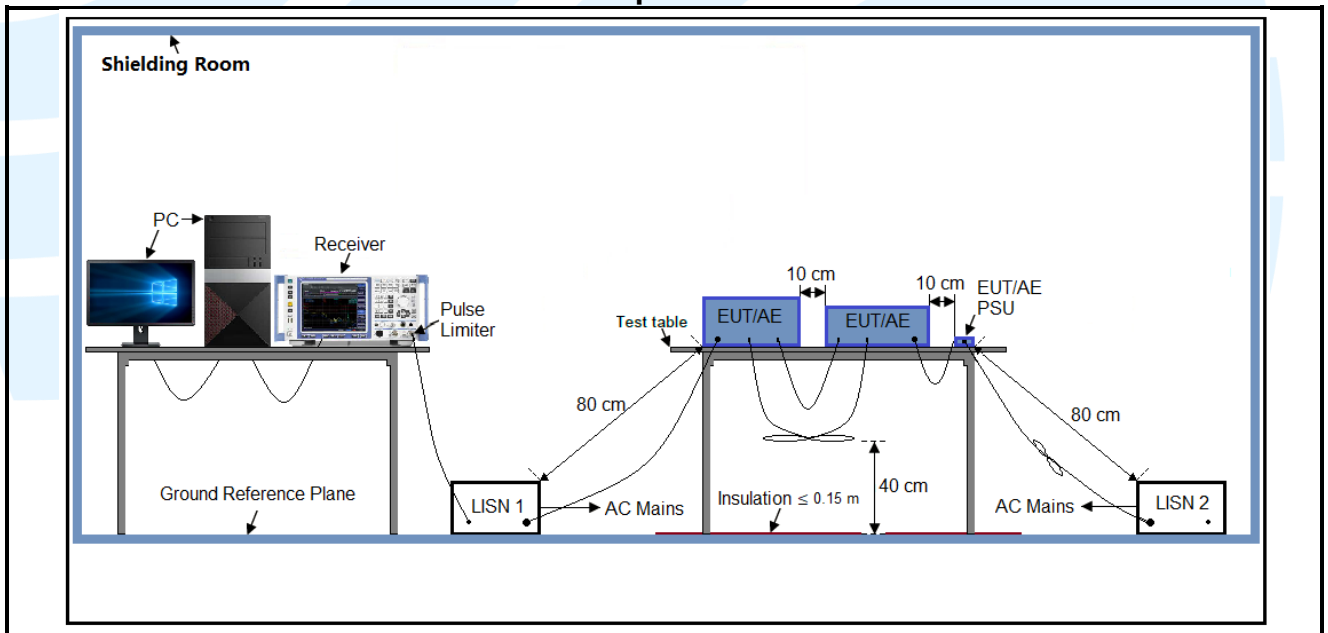 Shielding Room
PC
Receiver
Pulse
Limiter
10 cm
10 cm
EUT/AE
PSU
Test table
EUT/AE
EUT/AE
80 cm
80 cm
40 cm
Ground Reference Plane
LISN 1
AC Mains
Insulation ≤ 0.15 m
AC Mains
LISN 2